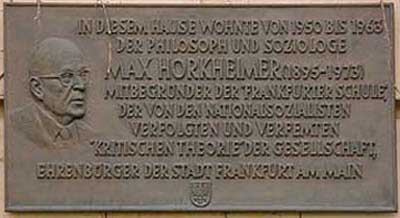 IN DIESEM HAUSE WOHNTE VON 1950 BIS 1963
DER PHILOSOPH UND SOZIOLOGE
MAX HORKHEIMER (1895-1973)
MITBEGRÜNDER DER "FRANKFURTER SCHULE",
DER VON DEN NATIONALSOZIALISTEN
VERFOLGTEN UND VERFEMTEN
"KRITISCHEN THEORIE" DER GESELLSCHAFT,
EHRENBÜRGER DER STADT FRANKFURT AM MAIN